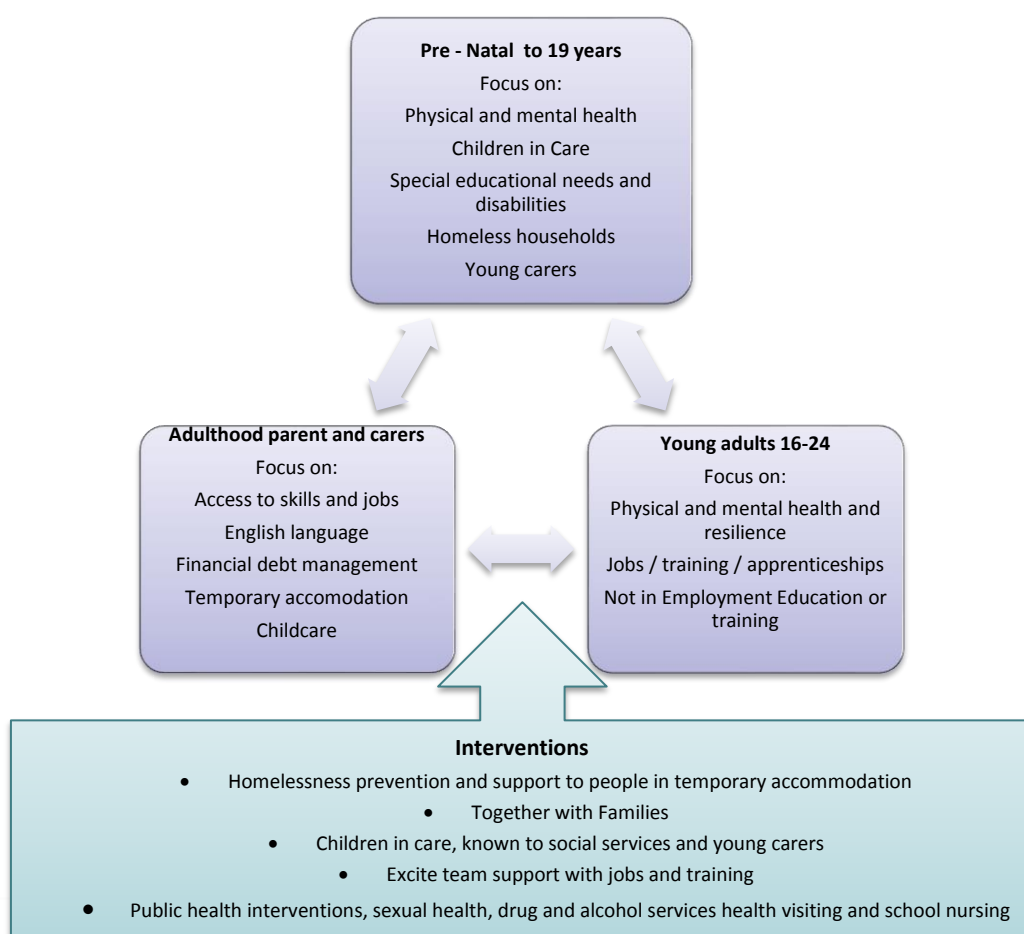 Pre - Natal to 19 years
Focus on:
Physical and mental health
Children in Care
Special educational needs and
disabilities
Homeless households
Young carers
Adulthood parent and carers
Focus on:
Access to skills and jobs
English language
Financial debt management
Temporary accomodation
Childcare
Young adults 16-24
Focus on:
Physical and mental health and
resilience
Jobs / training / apprenticeships
Not in Employment Education or
training
Interventions
• Homelessness prevention and support to people in temporary accommodation
• Together with Families
• Children in care, known to social services and young carers
• Excite team support with jobs and training
• Public health interventions, sexual health, drug and alcohol services health visiting and school nursing